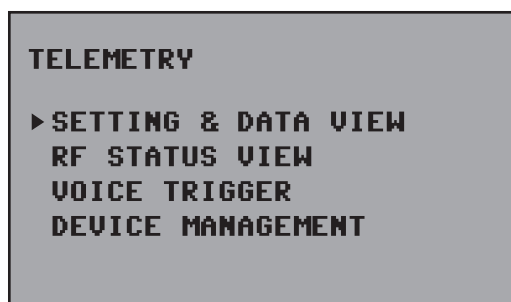 TELEMETRY
▶SETTING & DATA VIEW
RF STATUS VIEW
VOICE TRIGGER
DEVICE MANAGEMENT